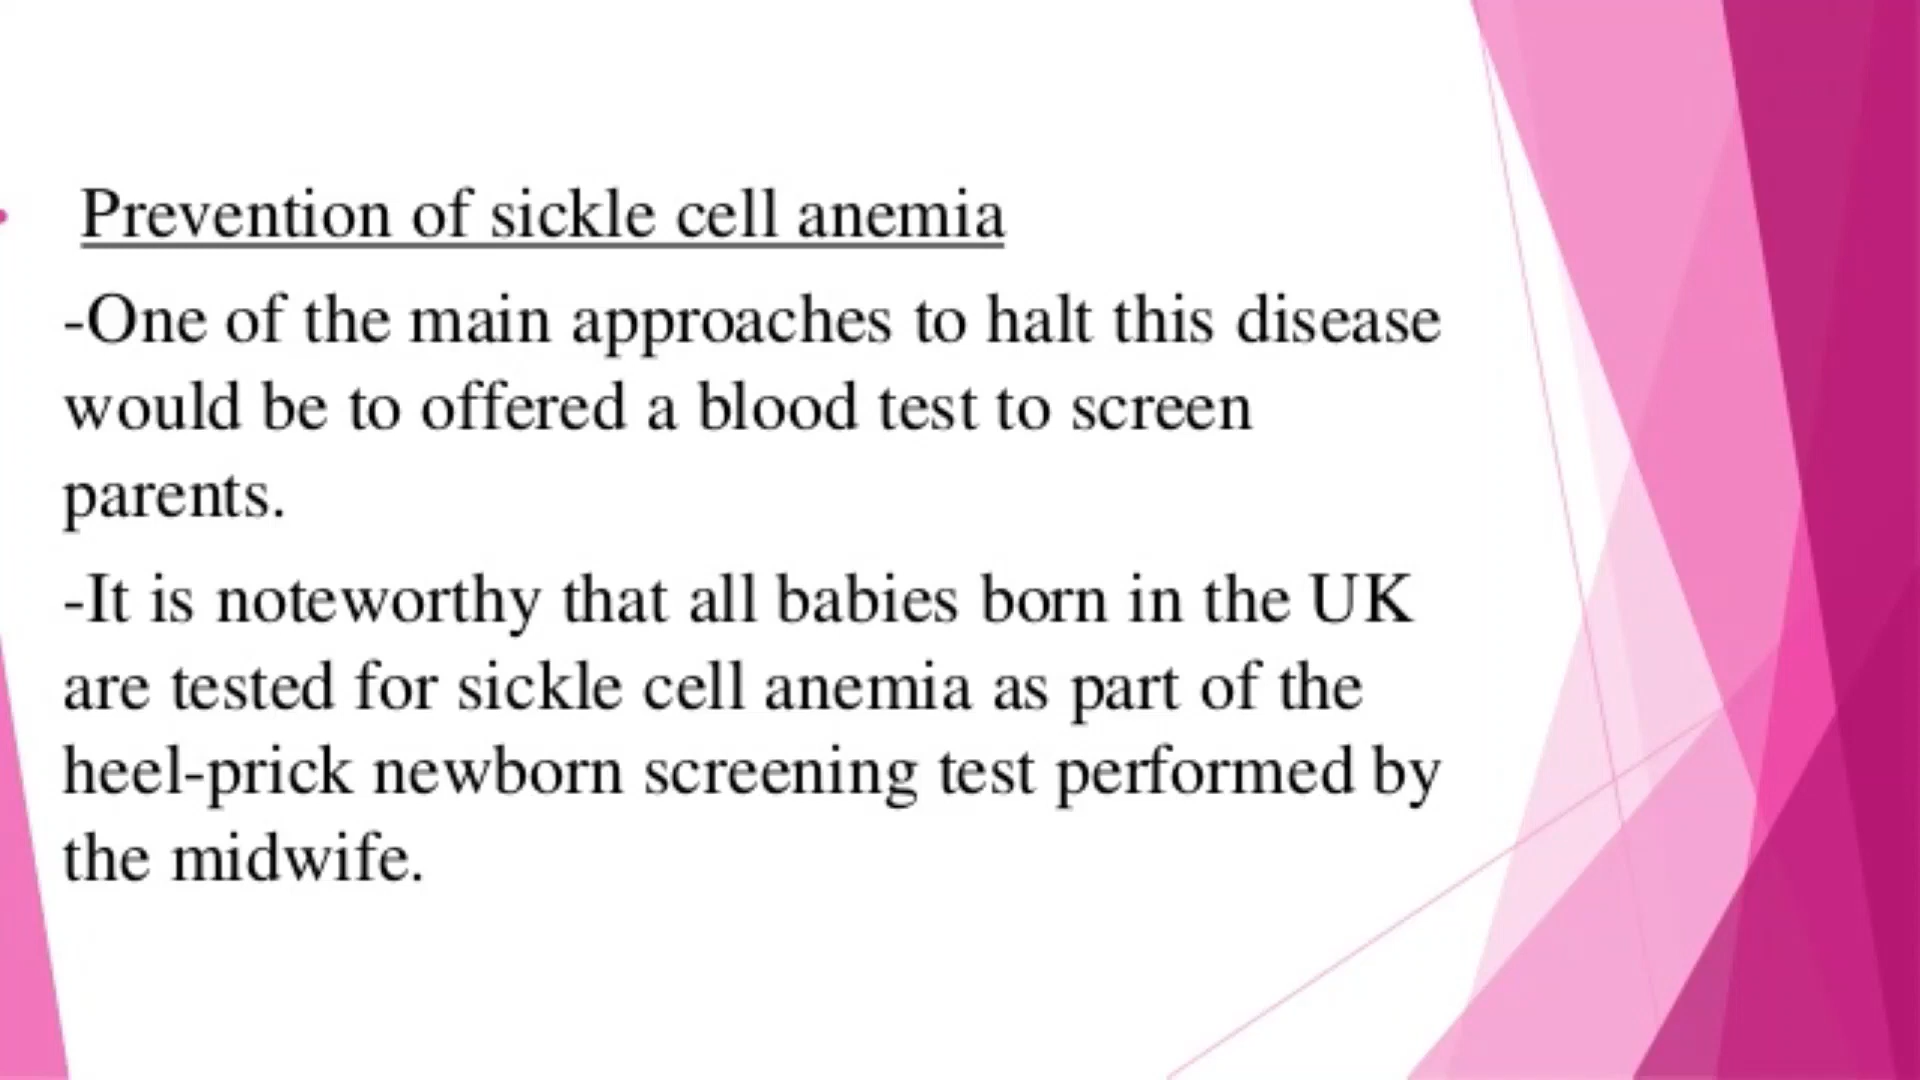 Prevention of sickle cell anemia
-One of the main approaches to halt this disease
would be to offered a blood test to screen
parents.
-It is noteworthy that all babies born in the UK
are tested for sickle cell anemia as part of the
heel-prick newborn screening test performed by
the midwife.